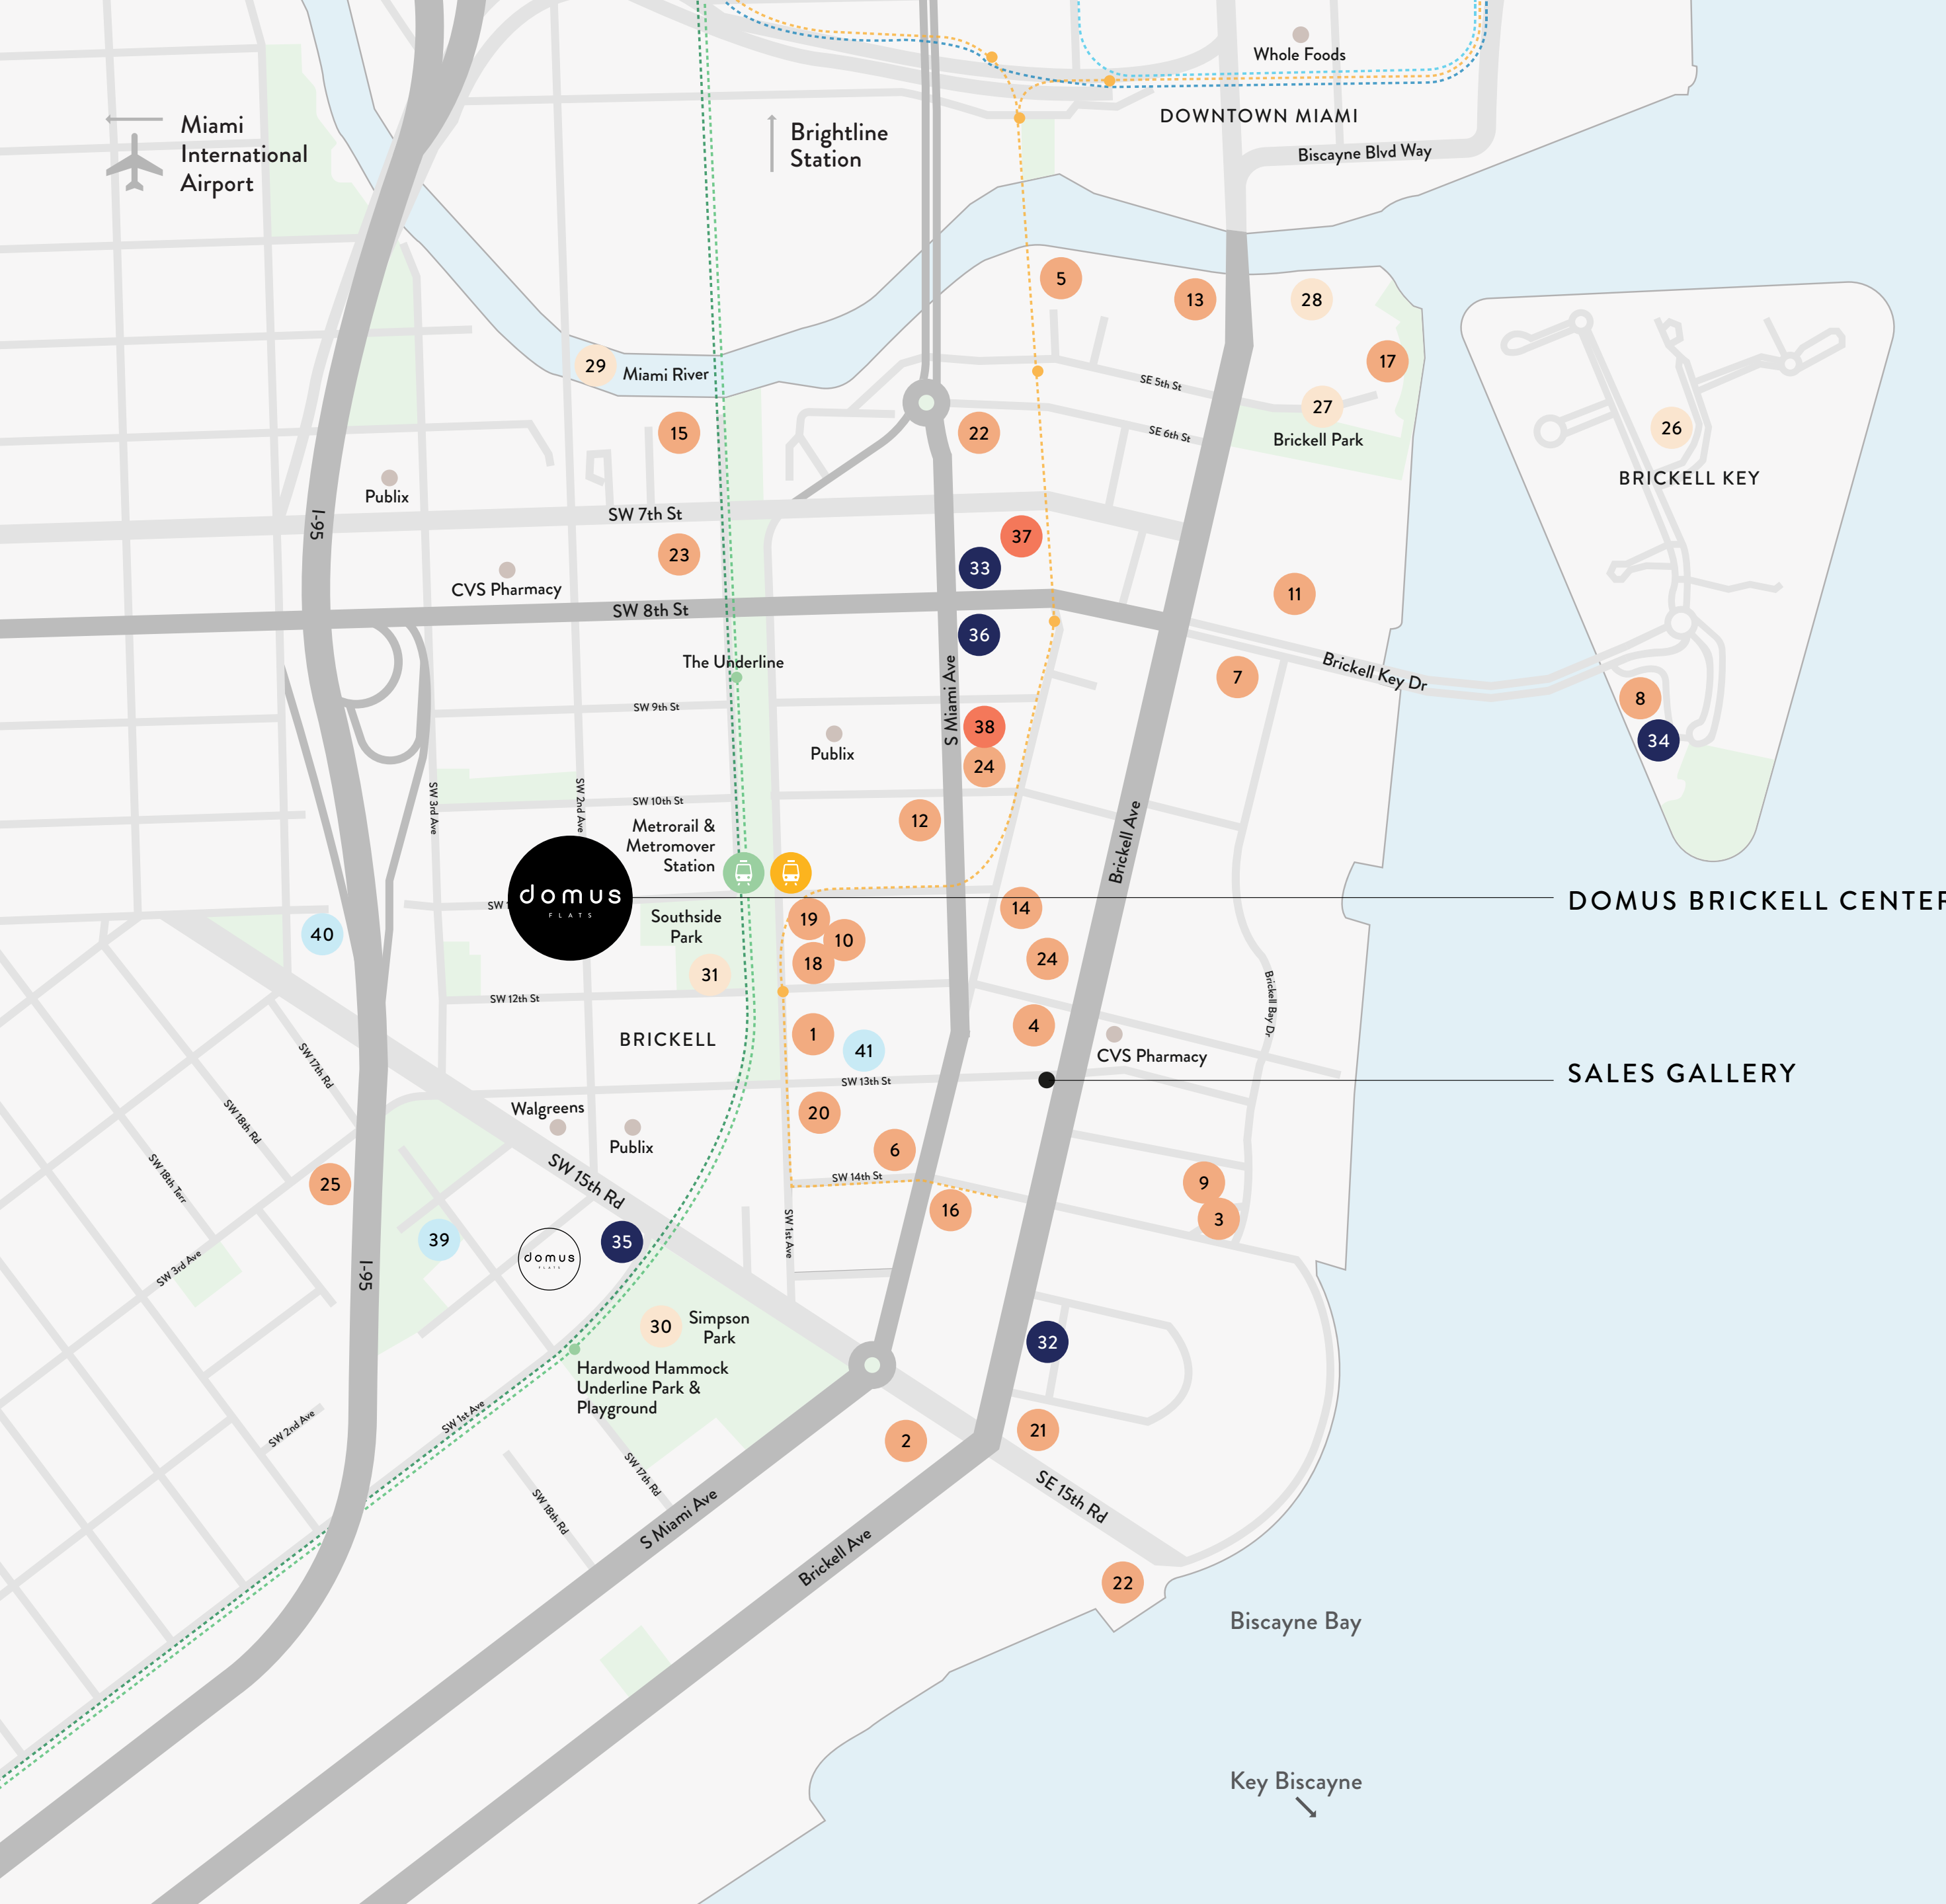 Whole Foods
DOWNTOWN MIAMI
Miami
International
Airport
Brightline
Station
Biscayne Blvd Way
5
13
28
17
29
Miami River
SE 5th St
27
Brickell Park
SE 6th St
15
22
26
BRICKELL KEY
Publix
I-95
SW 7th St
37
23
33
CVS Pharmacy
11
SW 8th St
36
The Underline
Brickell Key Dr
7
8
34
SW 9th St
S Miami Ave
38
24
Publix
SW 3rd Ave
SW 2nd Ave
SW 10th St
12
Brickell Ave
Metrorail &
Metromover
Station
domus
FLATS
SW 1
DOMUS BRICKELL CENTER
Southside
Park
19
10
18
14
24
40
31
SW 12th St
Brickell Bay Dr
BRICKELL
1
41
4
CVS Pharmacy
SW 17th Rd
SW 13th St
SALES GALLERY
SW 18th Rd
Walgreens
Publix
20
6
SW 18th Terr
25
SW 15th Rd
SW 14th St
9
3
16
SW 1st Ave
39
35
domus
FLATS
SW 3rd Ave
I-95
30
Simpson
Park
32
Hardwood Hammock
Underline Park &
Playground
SW 2nd Ave
SW 1st Ave
2
21
SW 17th Rd
SW 18th Rd
S Miami Ave
SE 15th Rd
Brickell Ave
22
Biscayne Bay
Key Biscayne